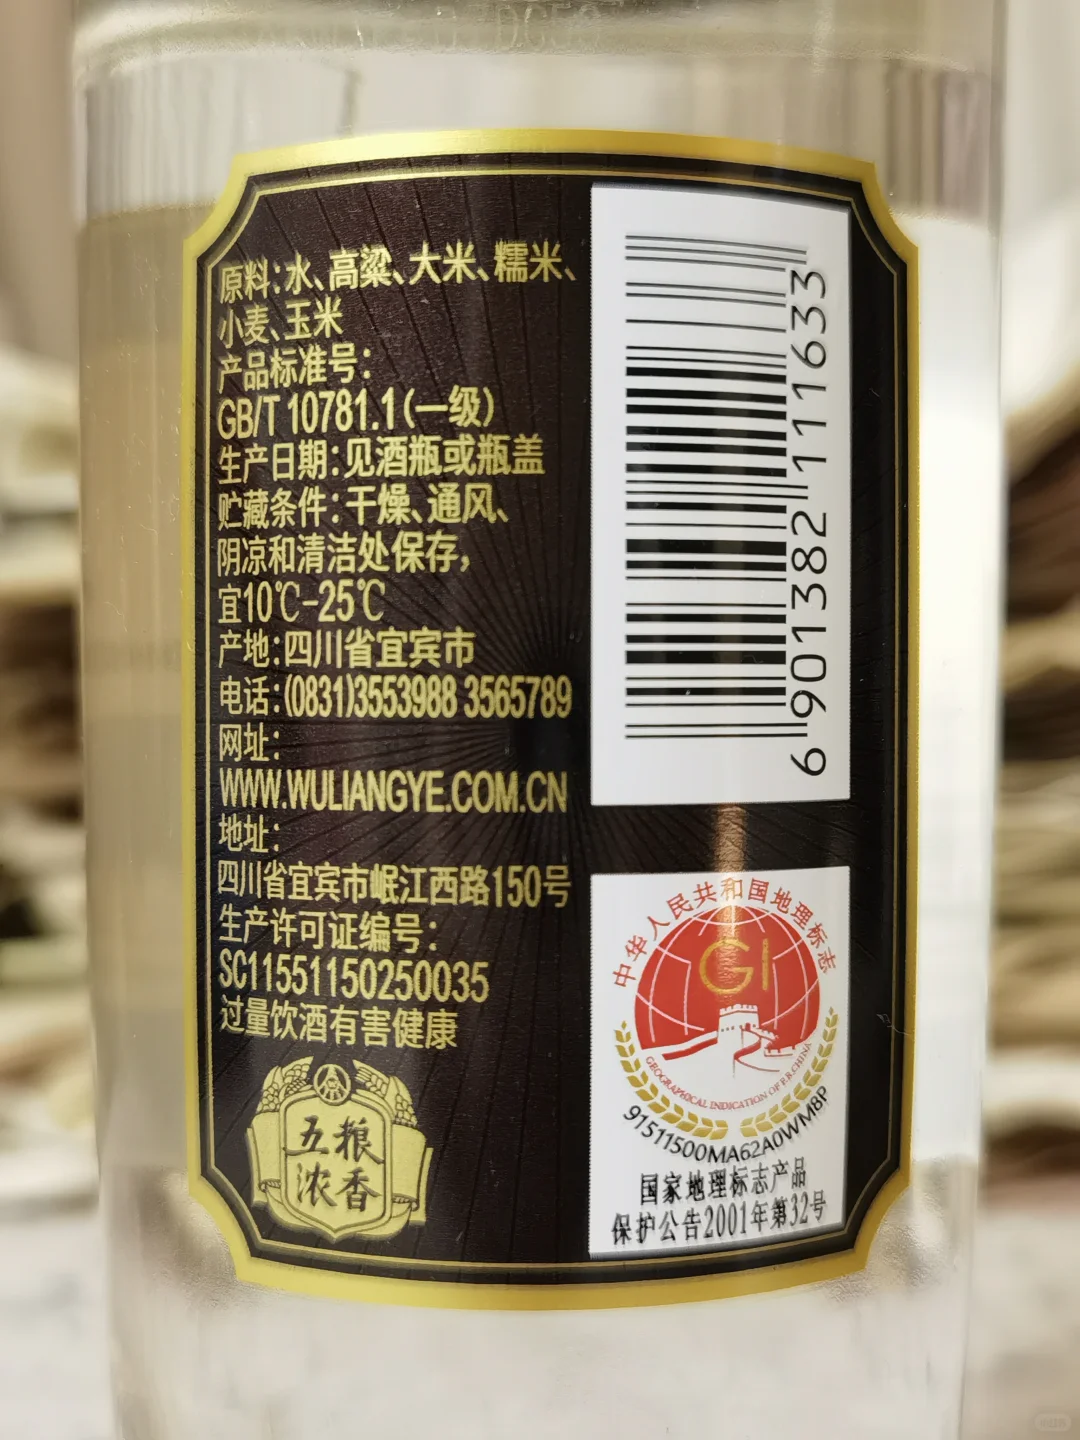 原料:水、高粱、大米、糯米、
小麦、玉米
产品标准号:
GB/T 10781.1(一级)
生产日期:见酒瓶或瓶盖
贮藏条件:干燥、通风、
阴凉和清洁处保存,
宜10℃-25℃
产地:四川省宜宾市
电话:(0831)3553988 3565789
网址:
WWW.WULIANGYE.COM.CN
地址:
四川省宜宾市岷江西路150号
生产许可证编号:
SC11551150250035
过量饮酒有害健康
五粮
浓香
6 901382 111633
中华人民共和国地理标志
GI
GEOGRAPHICAL INDICATION OF P.R.CHINA
91511500MA62A0WM8P
国家地理标志产品
保护公告2001年第32号